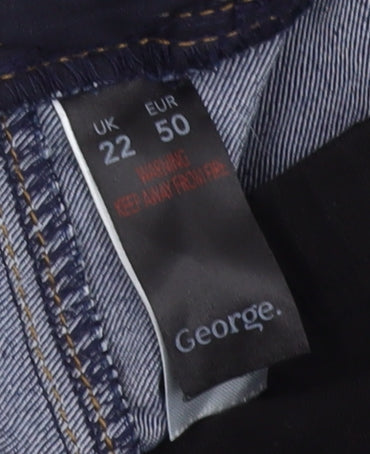 UK EUR
22 50
WARNING
KEEP AWAY FROM FIRE
George.